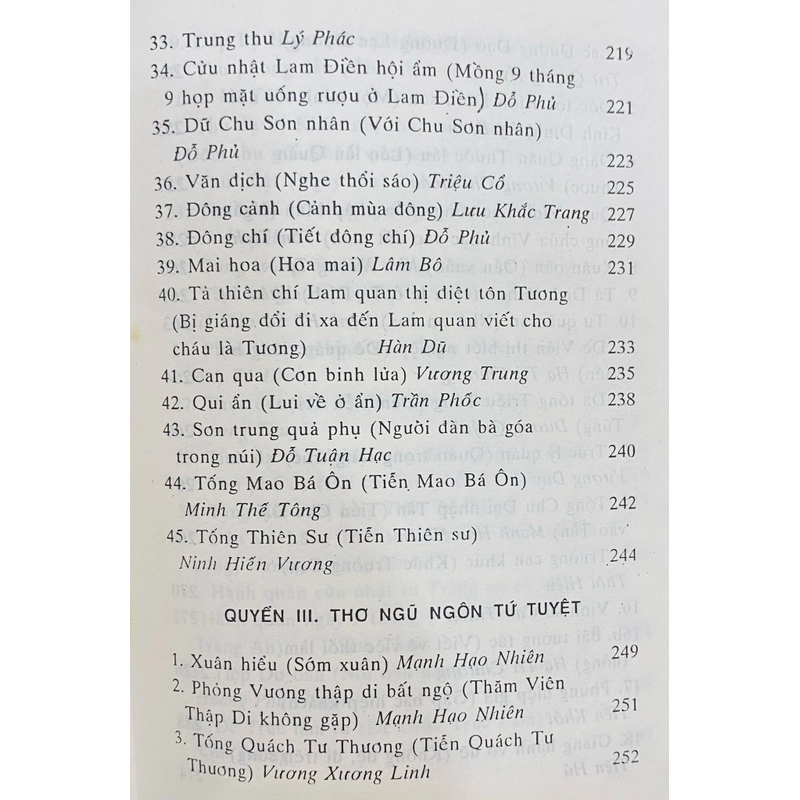 33. Trung thu Lý Phác 219
34. Cửu nhật Lam Điền hội ẩm (Mồng 9 tháng
9 họp mặt uống rượu ở Lam Điền) Đỗ Phủ 221
35. Dữ Chu Sơn nhân (Với Chu Sơn nhân)
Đỗ Phủ 223
36. Văn dịch (Nghe thổi sáo) Triệu Cổ 225
37. Đông cảnh (Cảnh mùa đông) Lưu Khắc Trang 227
38. Đông chí (Tiết đông chí) Đỗ Phủ 229
39. Mai hoa (Hoa mai) Lâm Bô 231
40. Tả thiên chí Lam quan thị diệt tôn Tương
(Bị giáng đổi đi xa đến Lam quan viết cho
cháu là Tương) Hàn Dũ 233
41. Can qua (Cơn binh lửa) Vương Trung 235
42. Qui ẩn (Lui về ở ẩn) Trần Phốc 238
43. Sơn trung quả phụ (Người đàn bà góa
trong núi) Đỗ Tuận Hạc 240
44. Tống Mao Bá Ôn (Tiễn Mao Bá Ôn)
Minh Thế Tông 242
45. Tống Thiên Sư (Tiễn Thiên sư)
Ninh Hiến Vương 244
QUYỂN III. THƠ NGŨ NGÔN TỨ TUYỆT
1. Xuân hiểu (Sớm xuân) Mạnh Hạo Nhiên 249
2. Phỏng Vương thập di bất ngộ (Thăm Viên
Thập Di không gặp) Mạnh Hạo Nhiên 251
3. Tống Quách Tư Thương (Tiễn Quách Tư
Thương) Vương Xương Linh 252